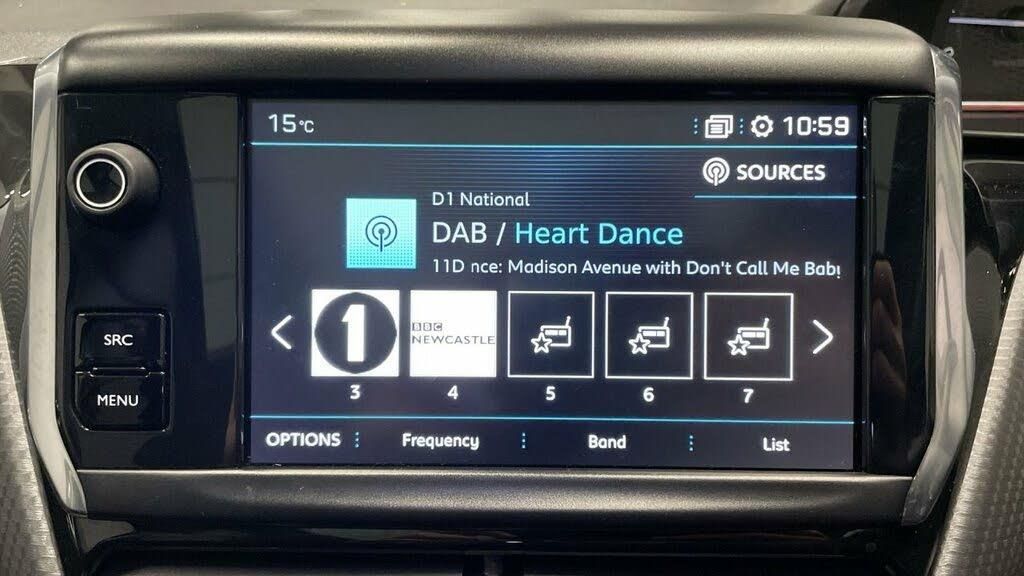 15°C
10:59
SOURCES
D1 National
DAB / Heart Dance
11D nce: Madison Avenue with Don't Call Me Baby
1
BBC
NEWCASTLE
SRC
3 4 5 6 7
MENU
OPTIONS Frequency Band List